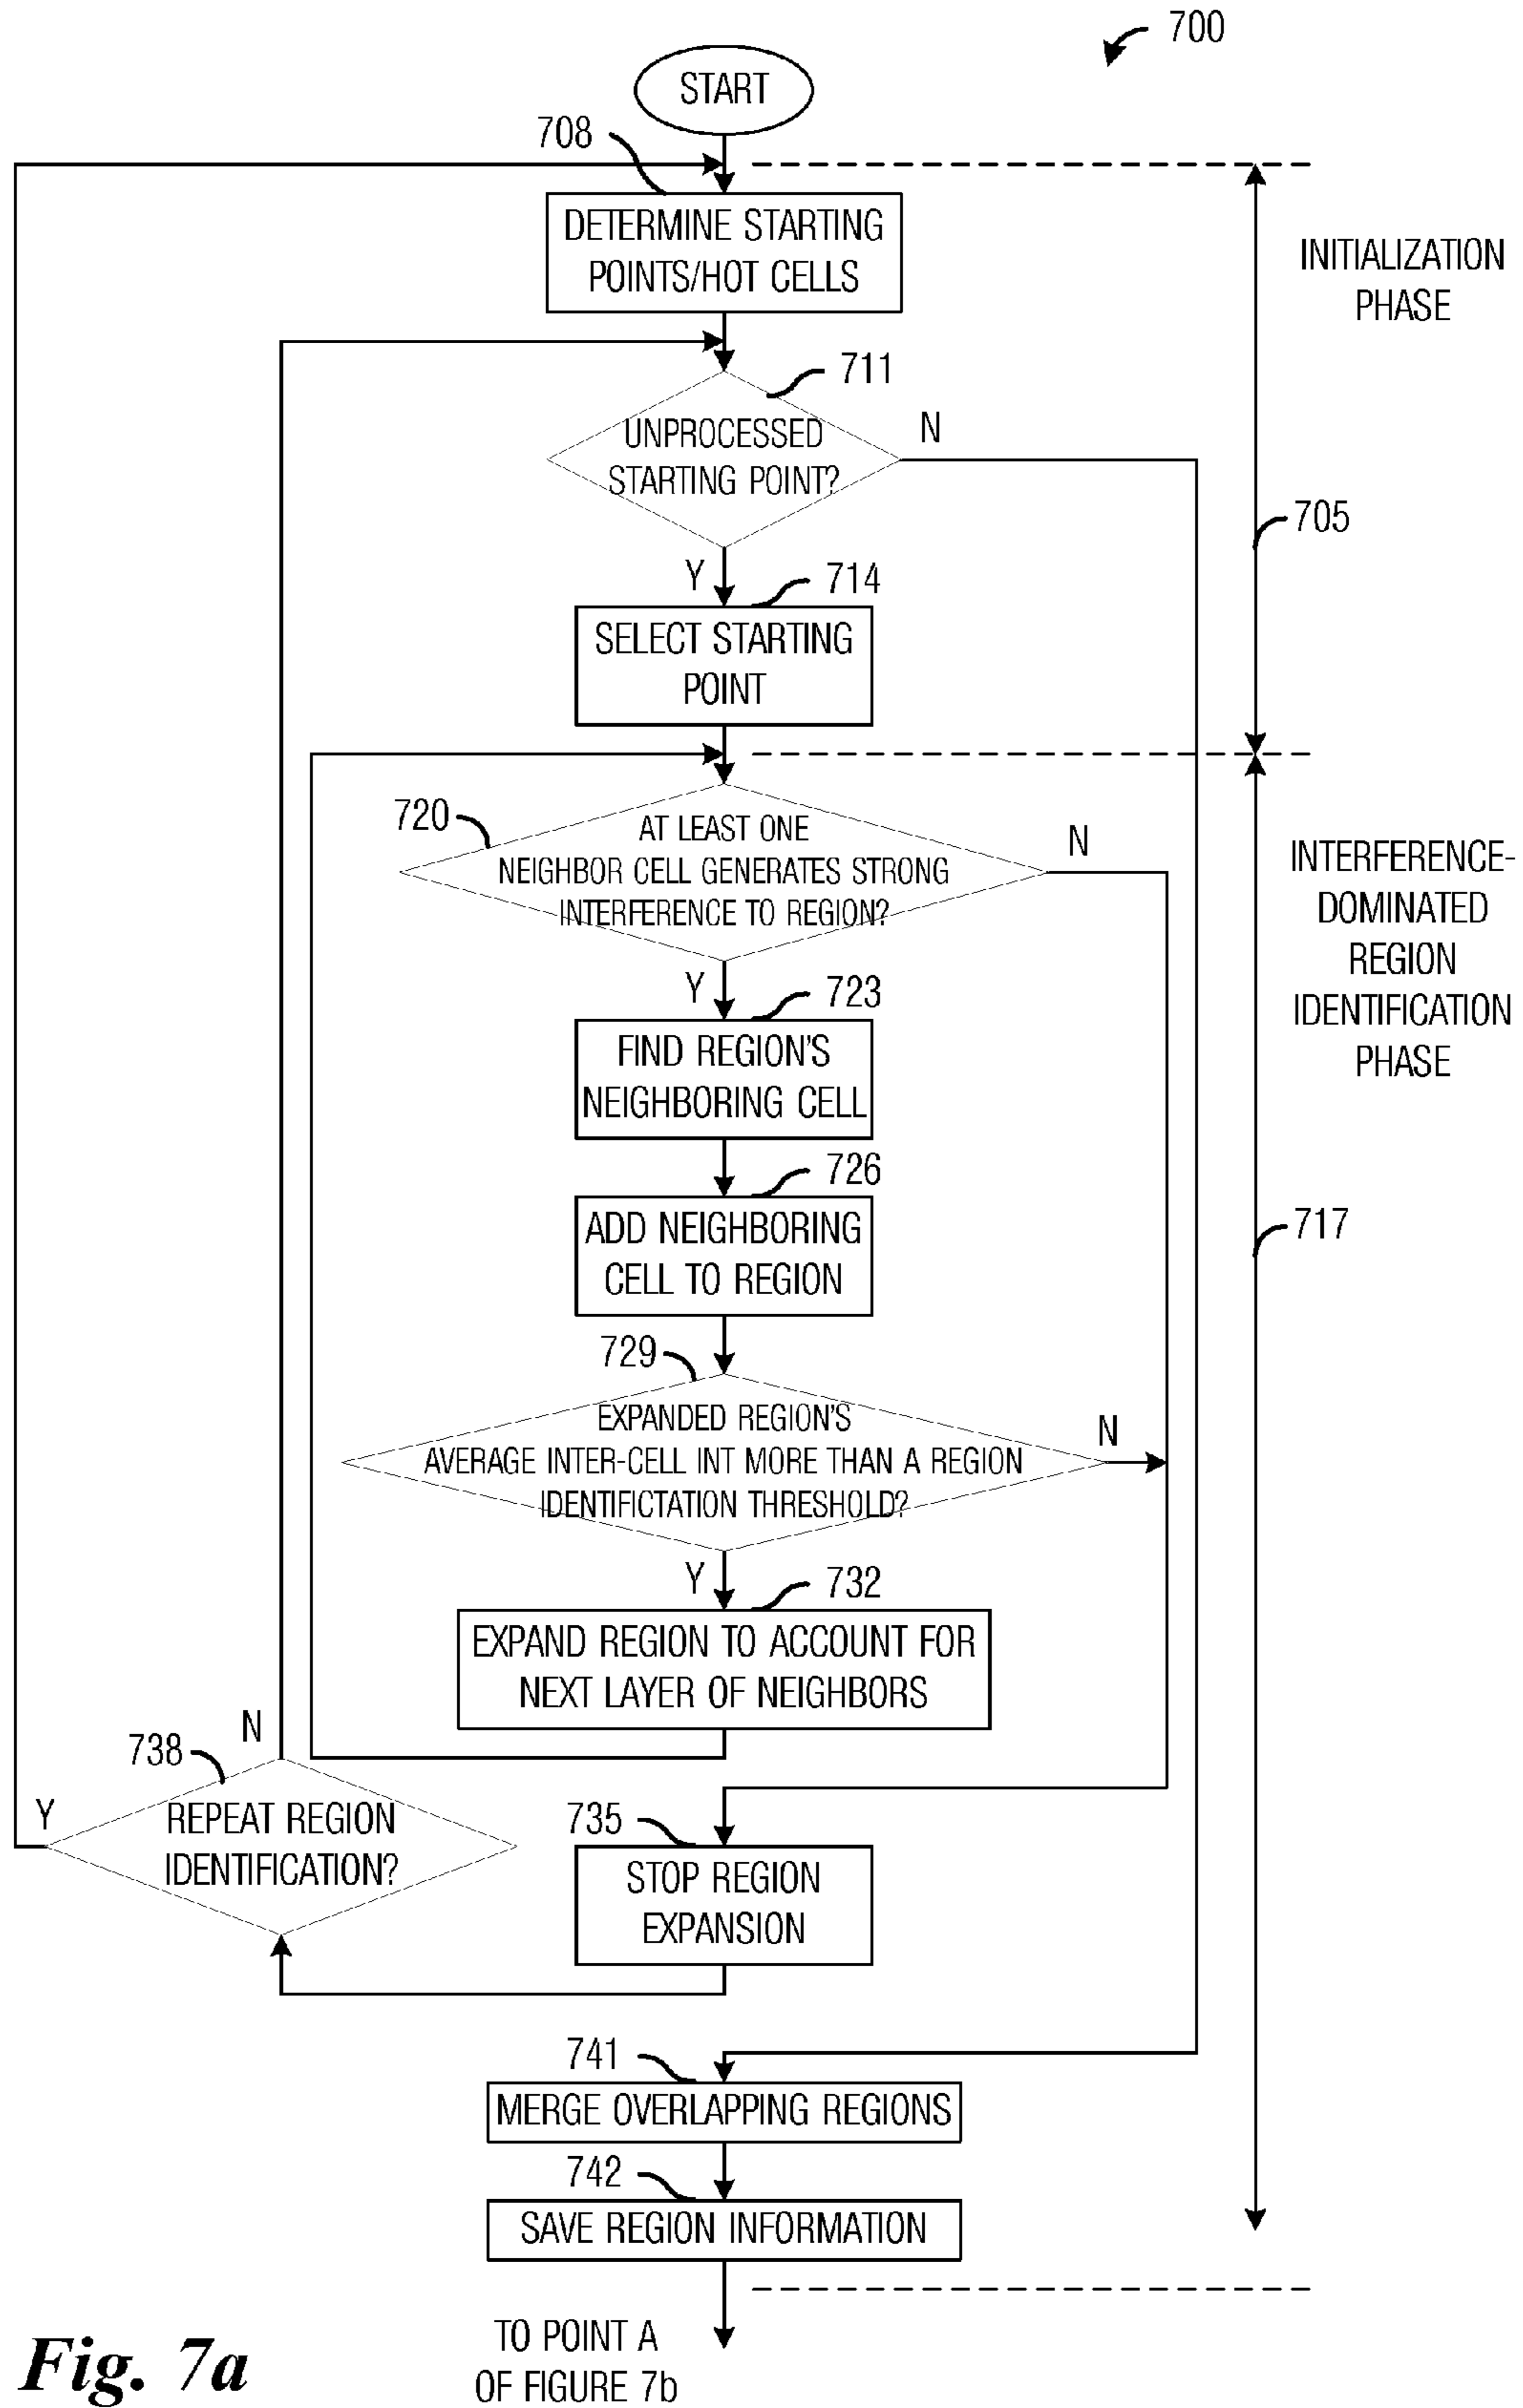 700
START
708
DETERMINE STARTING
POINTS/HOT CELLS
INITIALIZATION
PHASE
711
UNPROCESSED
STARTING POINT?
N
705
Y
714
SELECT STARTING
POINT
720
AT LEAST ONE
NEIGHBOR CELL GENERATES STRONG
INTERFERENCE TO REGION?
N
INTERFERENCE-
DOMINATED
REGION
IDENTIFICATION
PHASE
Y
723
FIND REGION'S
NEIGHBORING CELL
726
ADD NEIGHBORING
CELL TO REGION
717
729
EXPANDED REGION'S
AVERAGE INTER-CELL INT MORE THAN A REGION
IDENTIFICTATION THRESHOLD?
N
Y
732
EXPAND REGION TO ACCOUNT FOR
NEXT LAYER OF NEIGHBORS
N
738
Y
REPEAT REGION
IDENTIFICATION?
735
STOP REGION
EXPANSION
741
MERGE OVERLAPPING REGIONS
742
SAVE REGION INFORMATION
TO POINT A
OF FIGURE 7b
Fig. 7a